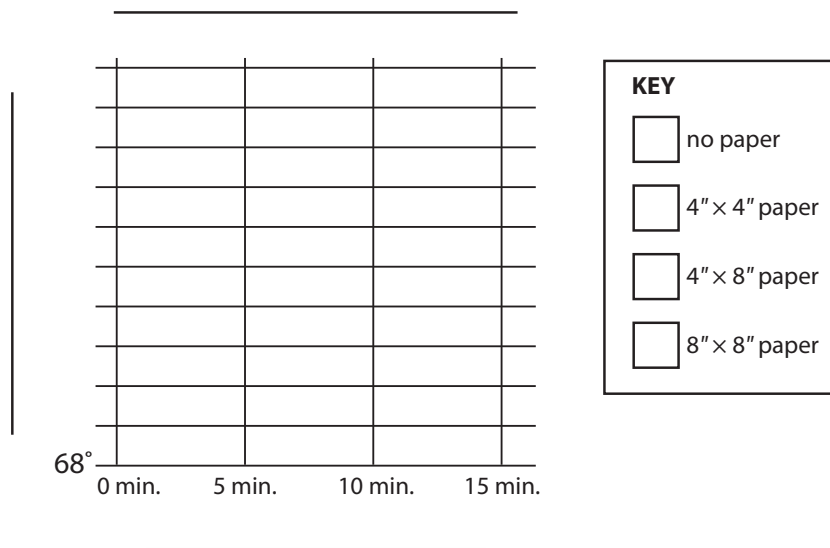 KEY
no paper
4" × 4" paper
4" × 8" paper
8" × 8" paper
68°
0 min. 5 min. 10 min. 15 min.